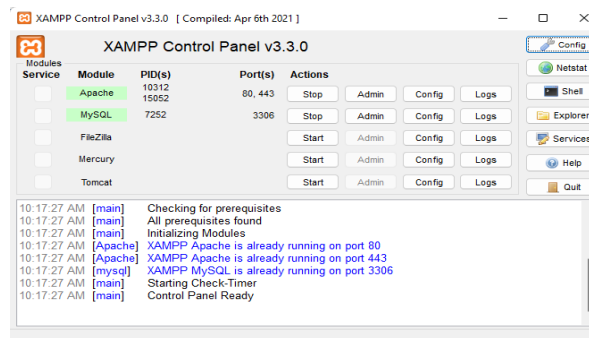 XAMPP Control Panel v3.3.0 [ Compiled: Apr 6th 2021 ]
XAMPP Control Panel v3.3.0
Config
Modules
Service Module PID(s) Port(s) Actions
Netstat
Apache 10312 15052 80, 443 Stop Admin Config Logs
Shell
MySQL 7252 3306 Stop Admin Config Logs
Explorer
FileZilla Start Admin Config Logs
Services
Mercury Start Admin Config Logs
Help
Tomcat Start Admin Config Logs
Quit
10:17:27 AM [main] Checking for prerequisites
10:17:27 AM [main] All prerequisites found
10:17:27 AM [main] Initializing Modules
10:17:27 AM [Apache] XAMPP Apache is already running on port 80
10:17:27 AM [Apache] XAMPP Apache is already running on port 443
10:17:27 AM [mysql] XAMPP MySQL is already running on port 3306
10:17:27 AM [main] Starting Check-Timer
10:17:27 AM [main] Control Panel Ready